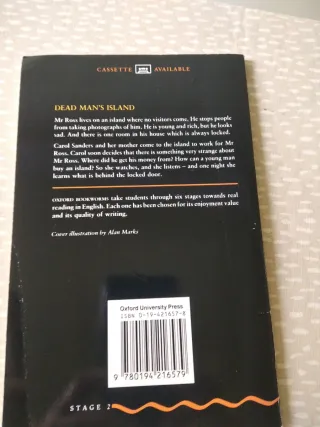 CASSETTE AVAILABLE
DEAD MAN'S ISLAND
Mr Ross lives on an island where no visitors come. He stops
people from taking photographs of him. He is young and rich, but he looks
sad. And there is one room in his house which is always locked.
Carol Sanders and her mother come to the island to work for Mr
Ross. Carol soon decides that there is something very strange about
Mr Ross. Where did he get his money from? How can a young man
buy an island? So she watches, and she listens – and one night she
learns what is behind the locked door.
OXFORD BOOKWORMS take students through six stages towards real
reading in English. Each one has been chosen for its enjoyment value
and its quality of writing.
Cover illustration by Alan Marks
Oxford University Press
ISBN 0-19-421657-8
9 780194 216579
STAGE 2